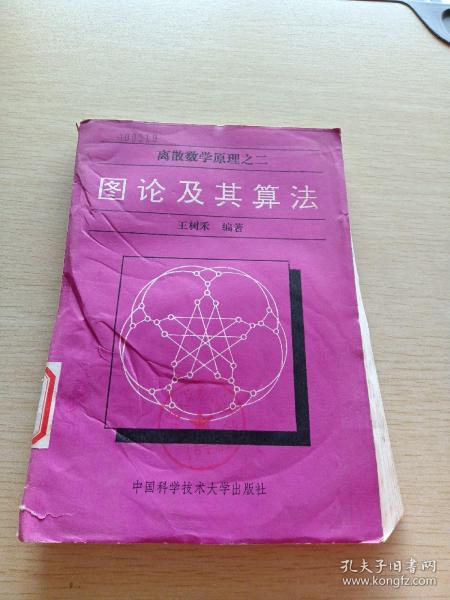 离散数学原理之二
图论及其算法
王树禾 编著
中国科学技术大学出版社
孔夫子旧书网
www.kongfz.com